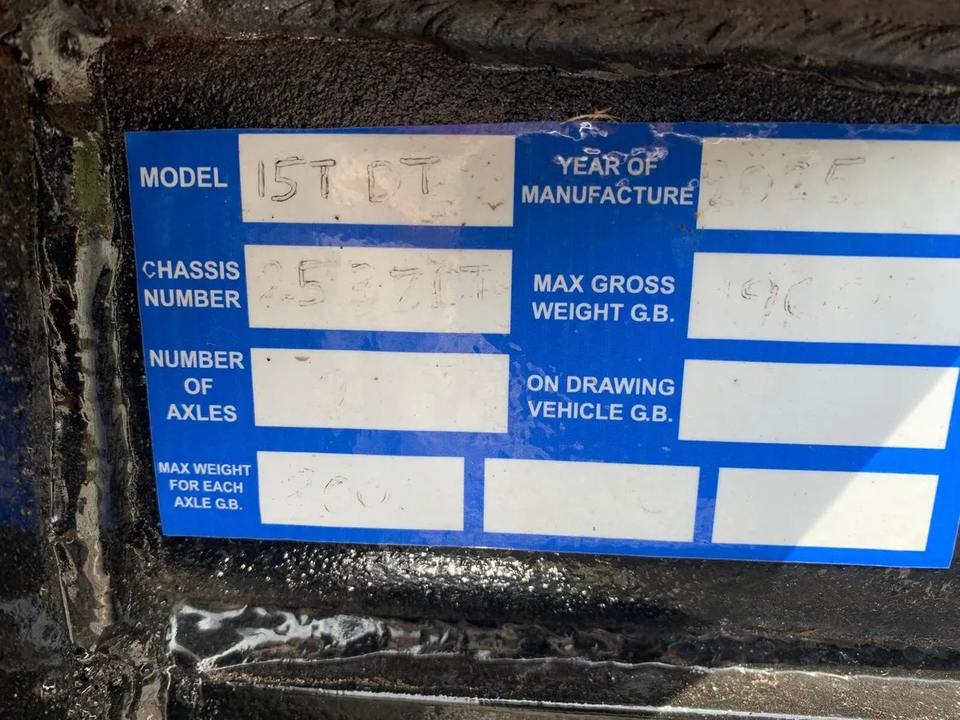 MODEL
15T DT
YEAR OF
MANUFACTURE
2025
CHASSIS
NUMBER
MAX GROSS
WEIGHT G.B.
NUMBER
OF
AXLES
ON DRAWING
VEHICLE G.B.
MAX WEIGHT
FOR EACH
AXLE G.B.